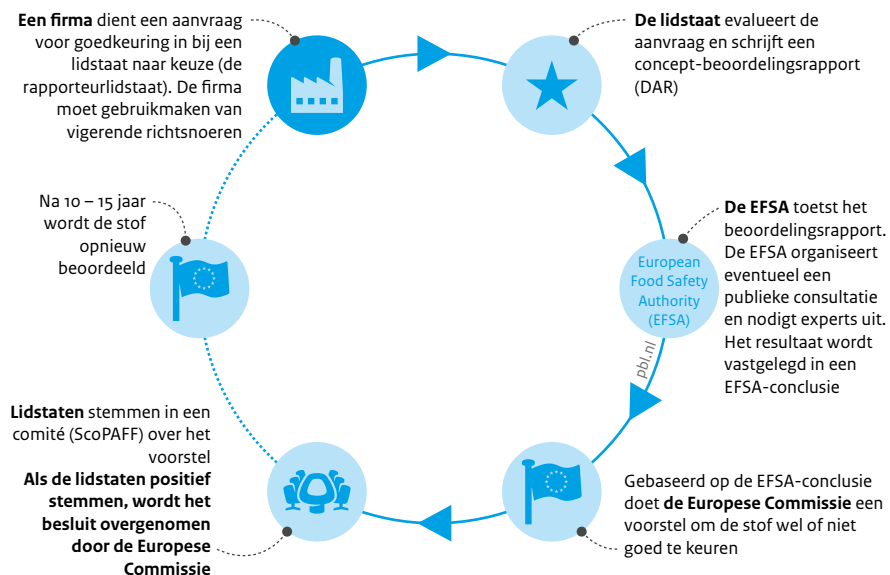 Een firma dient een aanvraag
voor goedkeuring in bij een
lidstaat naar keuze (de
rapporteurlidstaat). De firma
moet gebruikmaken van
vigerende richtsnoeren
De lidstaat evalueert de
aanvraag en schrijft een
concept-beoordelingsrapport
(DAR)
De EFSA toetst het
beoordelingsrapport.
De EFSA organiseert
eventueel een
publieke consultatie
en nodigt experts uit.
Het resultaat wordt
vastgelegd in een
EFSA-conclusie
European
Food Safety
Authority
(EFSA)
pbl.nl
Gebaseerd op de EFSA-conclusie
doet de Europese Commissie een
voorstel om de stof wel of niet
goed te keuren
Lidstaten stemmen in een
comité (ScoPAFF) over het
voorstel
Als de lidstaten positief
stemmen, wordt het
besluit overgenomen
door de Europese
Commissie
Na 10 – 15 jaar
wordt de stof
opnieuw
beoordeeld